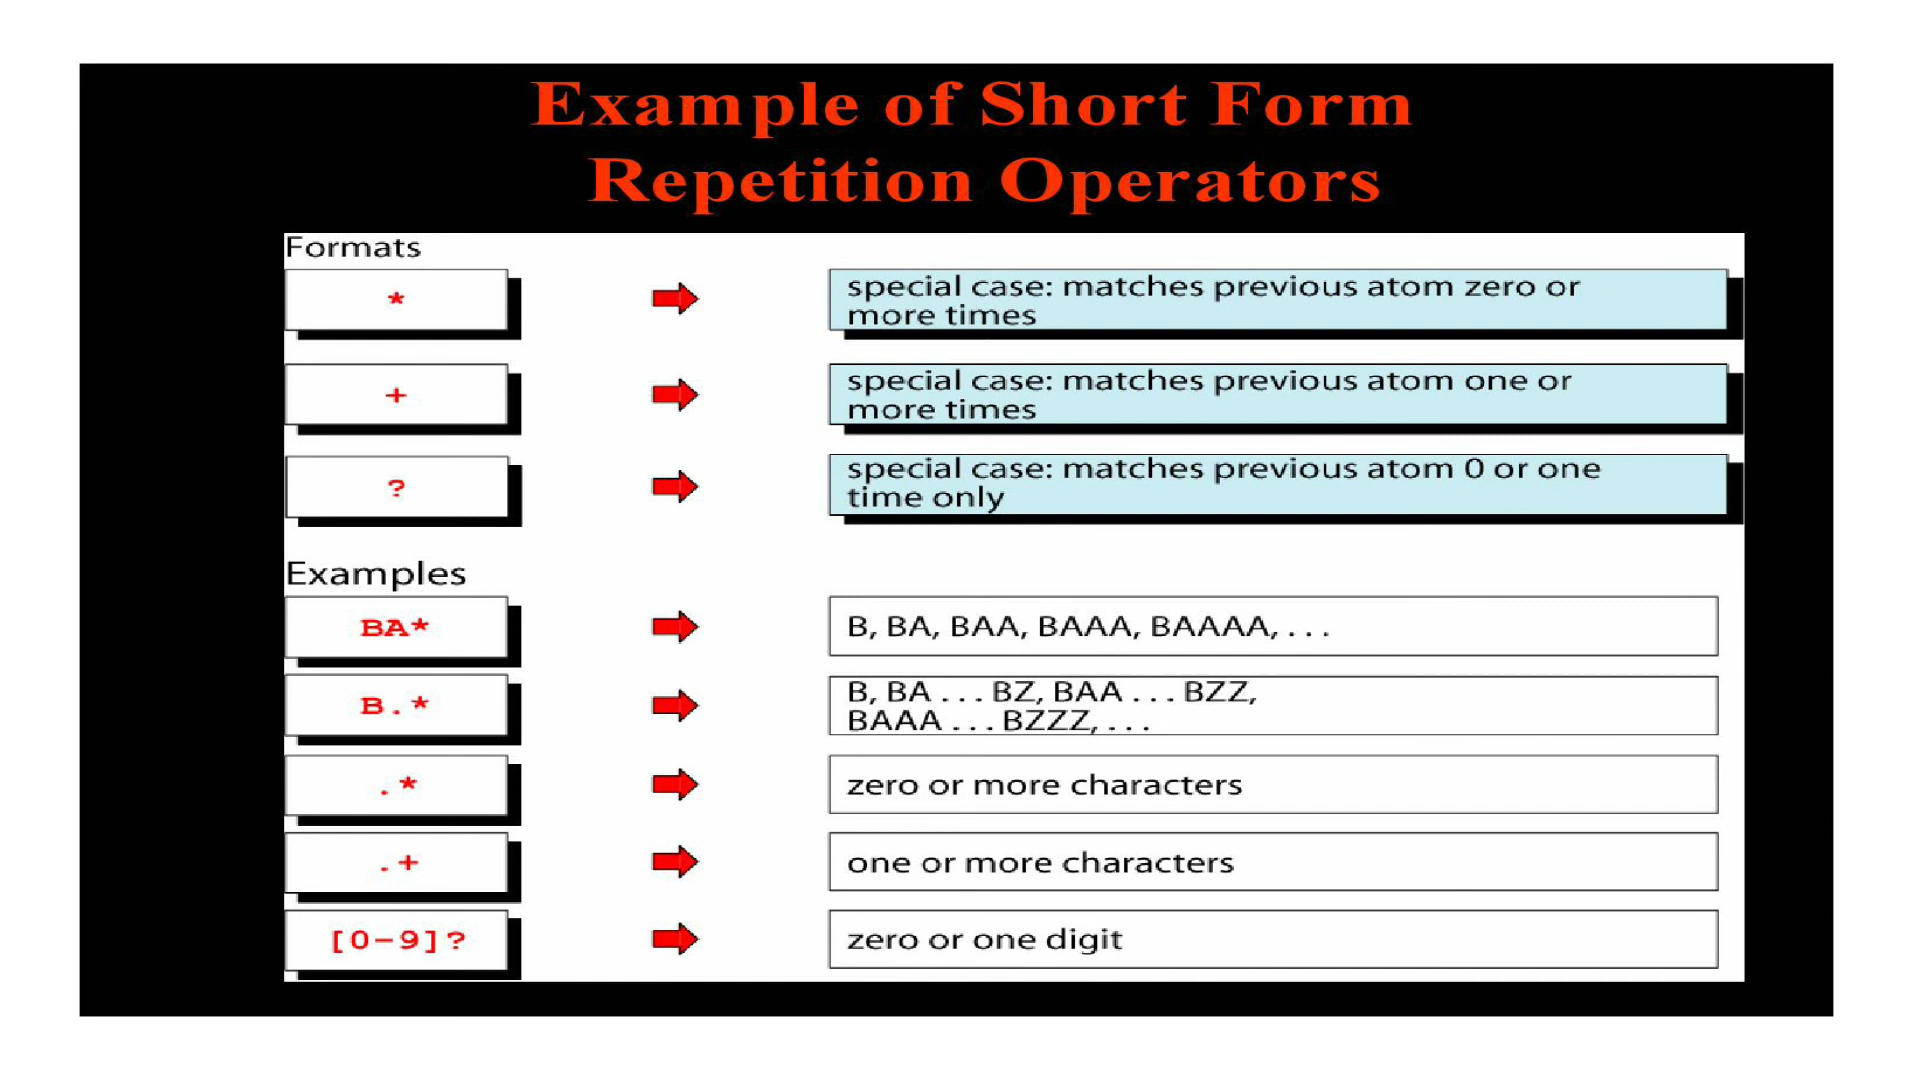 Example of Short Form
Repetition Operators
Formats
*
special case: matches previous atom zero or
more times
+
special case: matches previous atom one or
more times
?
special case: matches previous atom 0 or one
time only
Examples
BA*
B, BA, BAA, BAAA, BAAAA, . . .
B.*
B, BA . . . BZ, BAA . . . BZZ,
BAAA . . . BZZZ, . . .
.*
zero or more characters
.+
one or more characters
[0-9]?
zero or one digit